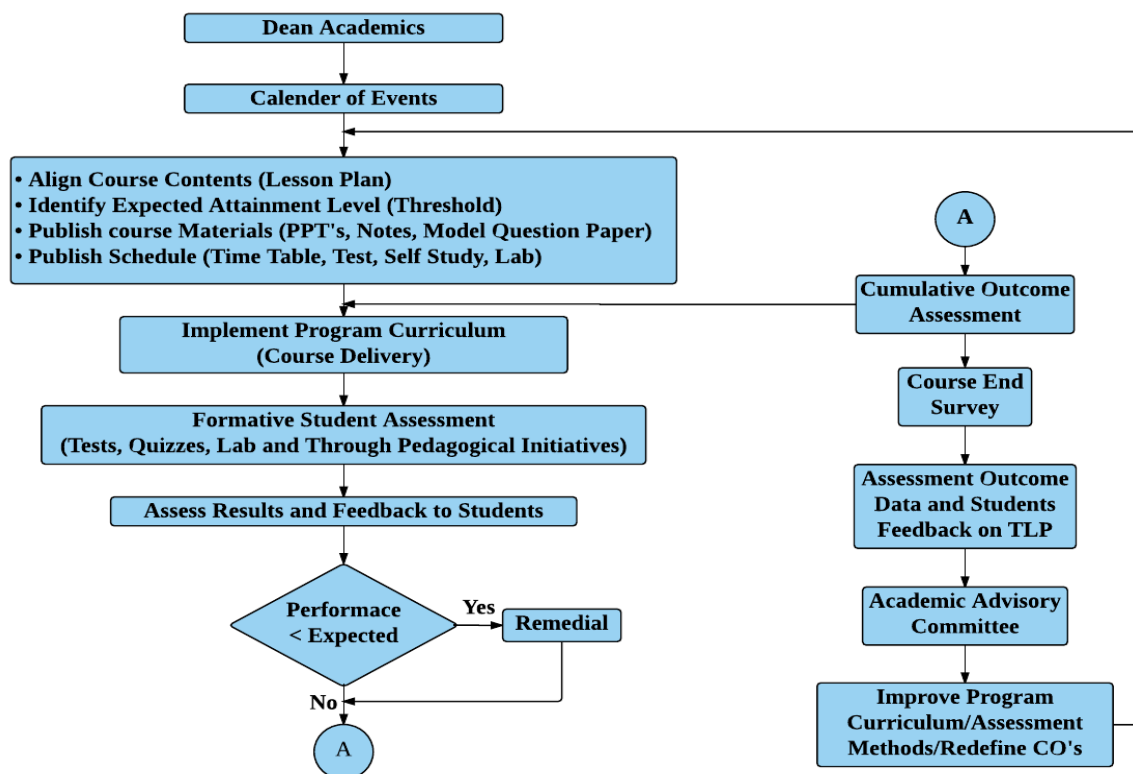 Dean Academics
Calender of Events
• Align Course Contents (Lesson Plan)
• Identify Expected Attainment Level (Threshold)
• Publish course Materials (PPT's, Notes, Model Question Paper)
• Publish Schedule (Time Table, Test, Self Study, Lab)
Implement Program Curriculum
(Course Delivery)
Formative Student Assessment
(Tests, Quizzes, Lab and Through Pedagogical Initiatives)
Assess Results and Feedback to Students
Performace
< Expected
Yes
Remedial
No
A
A
Cumulative Outcome
Assessment
Course End
Survey
Assessment Outcome
Data and Students
Feedback on TLP
Academic Advisory
Committee
Improve Program
Curriculum/Assessment
Methods/Redefine CO's